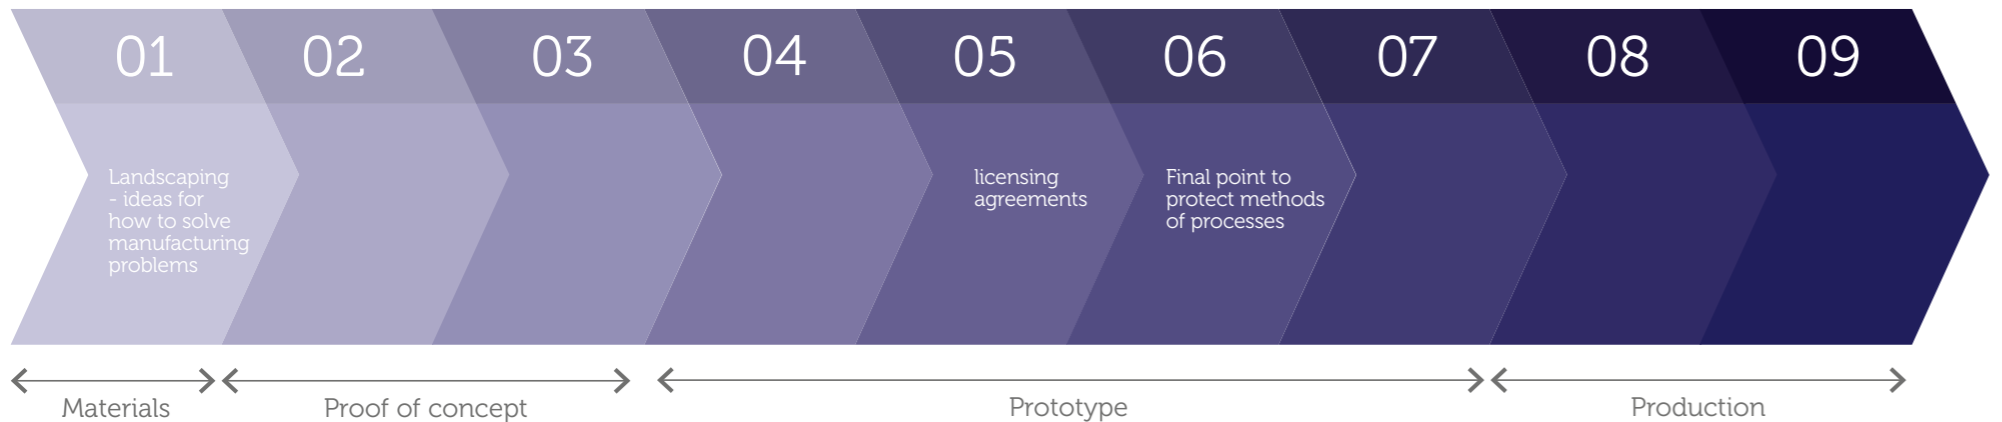 01 02 03 04 05 06 07 08 09
Landscaping
- ideas for
how to solve
manufacturing
problems
licensing
agreements
Final point to
protect methods
of processes
Materials
Proof of concept
Prototype
Production